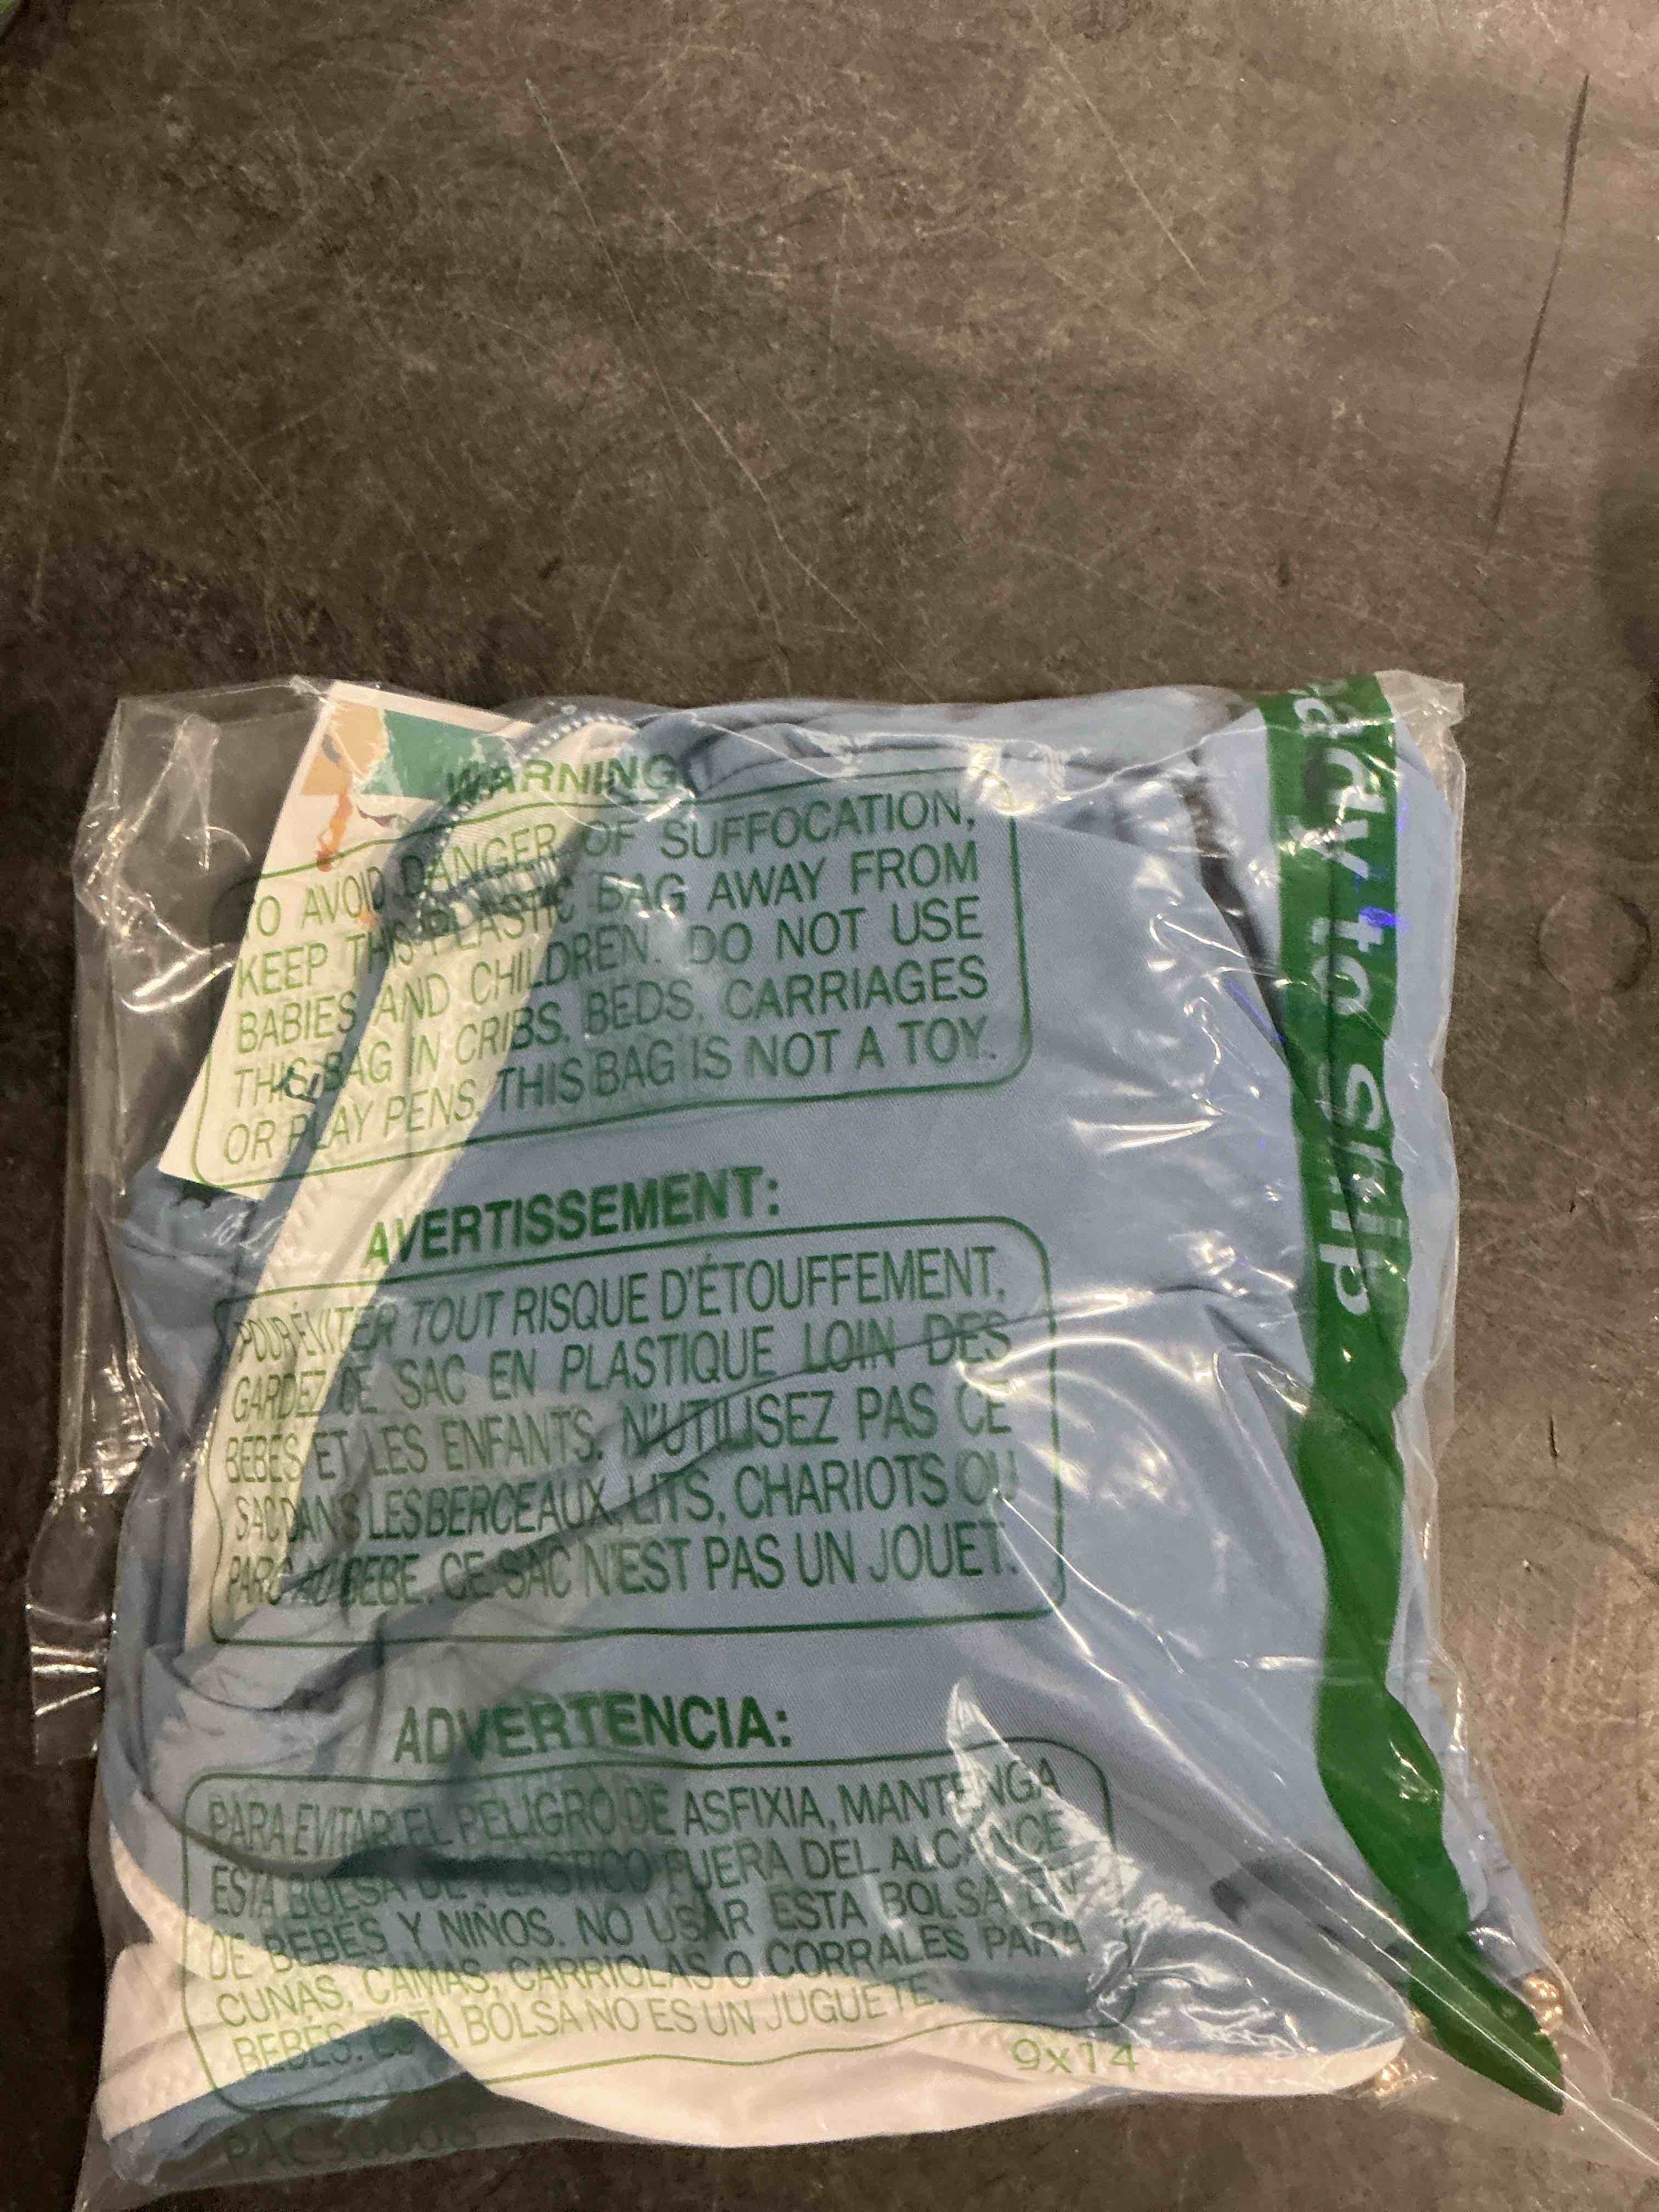 WARNING
TO AVOID DANGER OF SUFFOCATION,
KEEP THIS PLASTIC BAG AWAY FROM
BABIES AND CHILDREN. DO NOT USE
THIS BAG IN CRIBS, BEDS, CARRIAGES
OR PLAY PENS. THIS BAG IS NOT A TOY.
AVERTISSEMENT:
POUR ÉVITER TOUT RISQUE D'ÉTOUFFEMENT,
GARDEZ CE SAC EN PLASTIQUE LOIN DES
BEBES ET LES ENFANTS. N'UTILISEZ PAS CE
SAC DANS LES BERCEAUX, LITS, CHARIOTS OU
PARC AU BEBE. CE SAC N'EST PAS UN JOUET.
ADVERTENCIA:
PARA EVITAR EL PELIGRO DE ASFIXIA, MANTENGA
ESTA BOLSA DE PLASTICO FUERA DEL ALCANCE
DE BEBÉS Y NIÑOS. NO USAR ESTA BOLSA EN
CUNAS, CAMAS, CARRIOLAS O CORRALES PARA
BEBÉS. ESTA BOLSA NO ES UN JUGUETE.
9x14
to ship